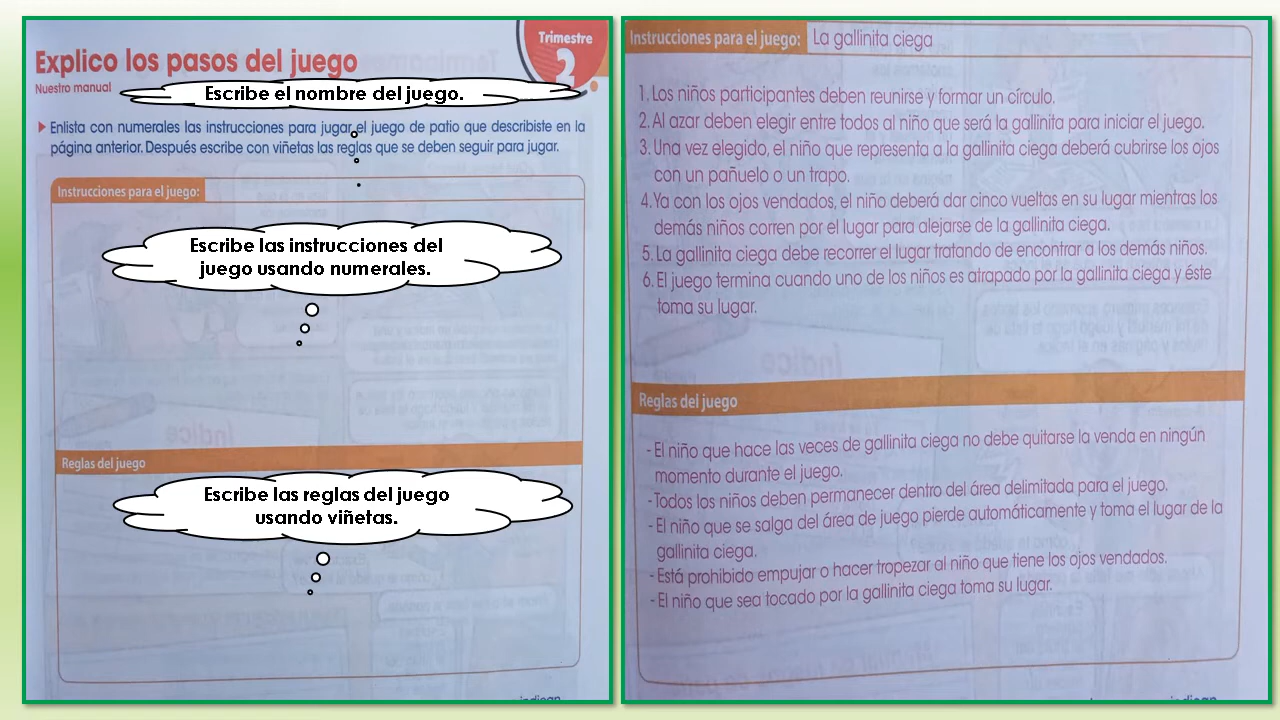 Trimestre
2
Explico los pasos del juego
Nuestro manual
Escribe el nombre del juego.
Enlista con numerales las instrucciones para jugar el juego de patio que describiste en la
página anterior. Después escribe con viñetas las reglas que se deben seguir para jugar.
Instrucciones para el juego:
Escribe las instrucciones del
juego usando numerales.
Reglas del juego
Escribe las reglas del juego
usando viñetas.
Instrucciones para el juego: La gallinita ciega
1. Los niños participantes deben reunirse y formar un círculo.
2. Al azar deben elegir entre todos al niño que será la gallinita para iniciar el juego.
3. Una vez elegido, el niño que representa a la gallinita ciega deberá cubrirse los ojos
con un pañuelo o un trapo.
4. Ya con los ojos vendados, el niño deberá dar cinco vueltas en su lugar mientras los
demás niños corren por el lugar para alejarse de la gallinita ciega.
5. La gallinita ciega debe recorrer el lugar tratando de encontrar a los demás niños.
6. El juego termina cuando uno de los niños es atrapado por la gallinita ciega y éste
toma su lugar.
Reglas del juego
- El niño que hace las veces de gallinita ciega no debe quitarse la venda en ningún
momento durante el juego.
- Todos los niños deben permanecer dentro del área delimitada para el juego.
- El niño que se salga del área de juego pierde automáticamente y toma el lugar de la
gallinita ciega.
- Está prohibido empujar o hacer tropezar al niño que tiene los ojos vendados.
- El niño que sea tocado por la gallinita ciega toma su lugar.